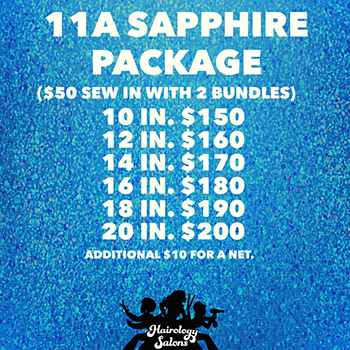 11A SAPPHIRE
PACKAGE
($50 SEW IN WITH 2 BUNDLES)
10 IN. $150
12 IN. $160
14 IN. $170
16 IN. $180
18 IN. $190
20 IN. $200
ADDITIONAL $10 FOR A NET.
Hairology
Salons